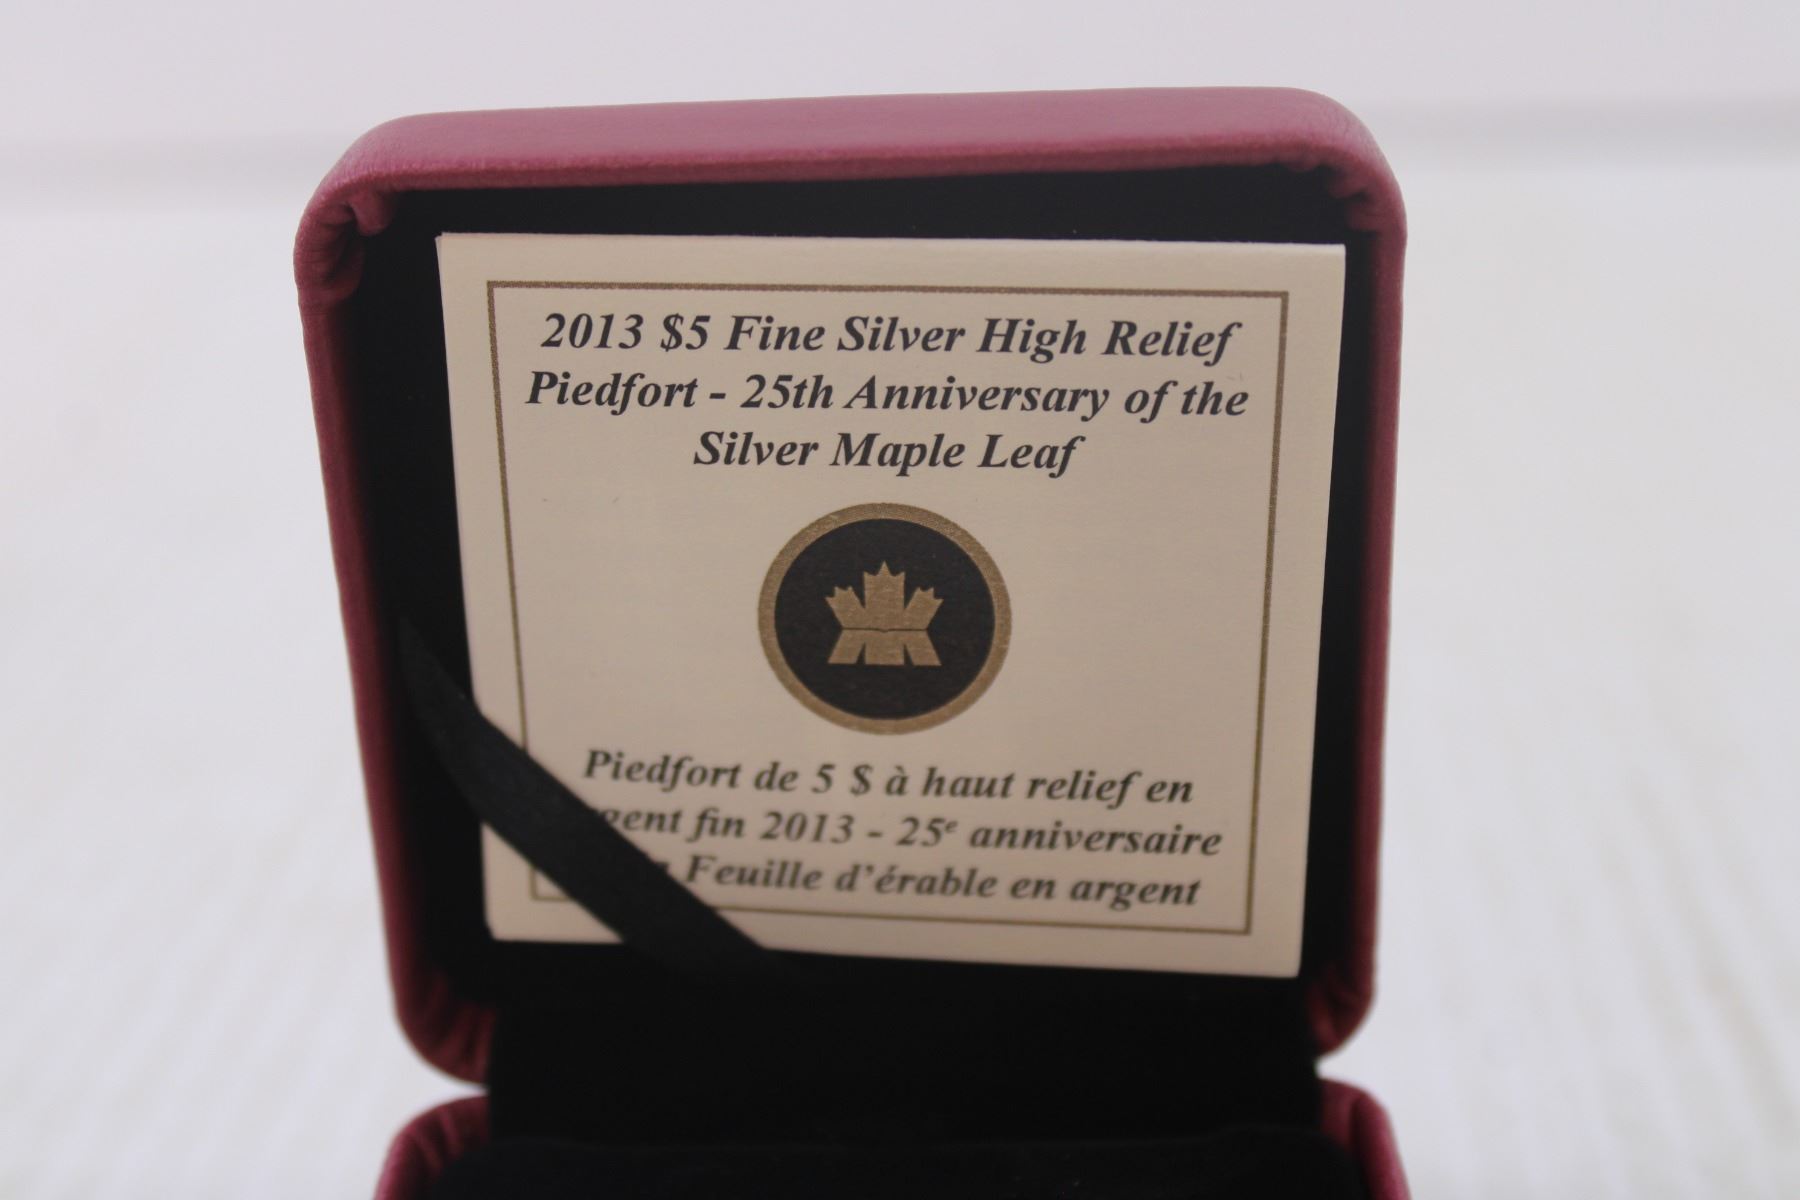 2013 $5 Fine Silver High Relief
Piedfort - 25th Anniversary of the
Silver Maple Leaf
Piedfort de 5 $ à haut relief en
fin 2013 - 25e anniversaire
Feuille d'érable en argent